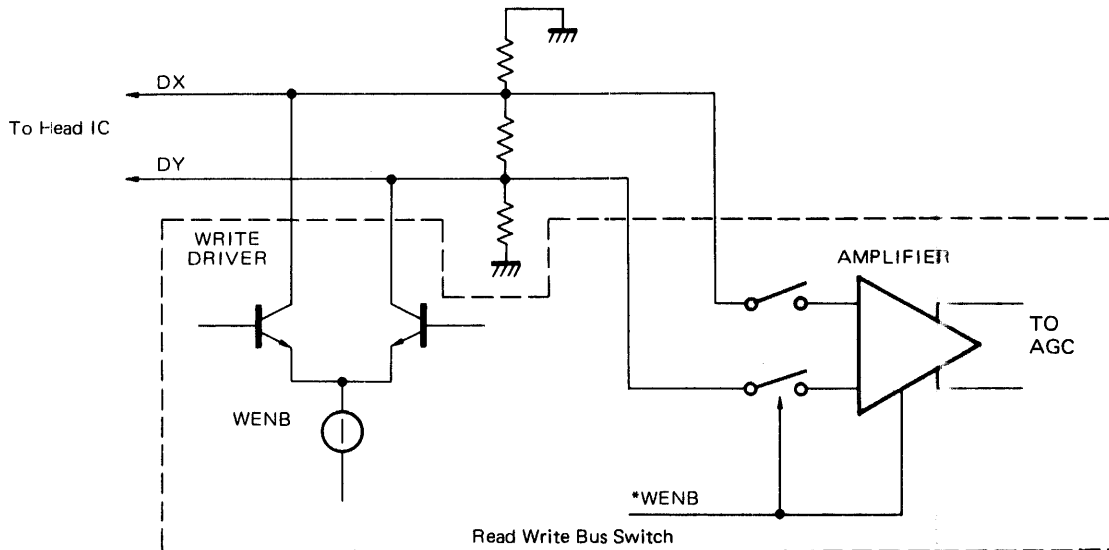 DX
To Head IC
DY
WRITE
DRIVER
AMPLIFIER
TO
AGC
WENB
*WENB
Read Write Bus Switch